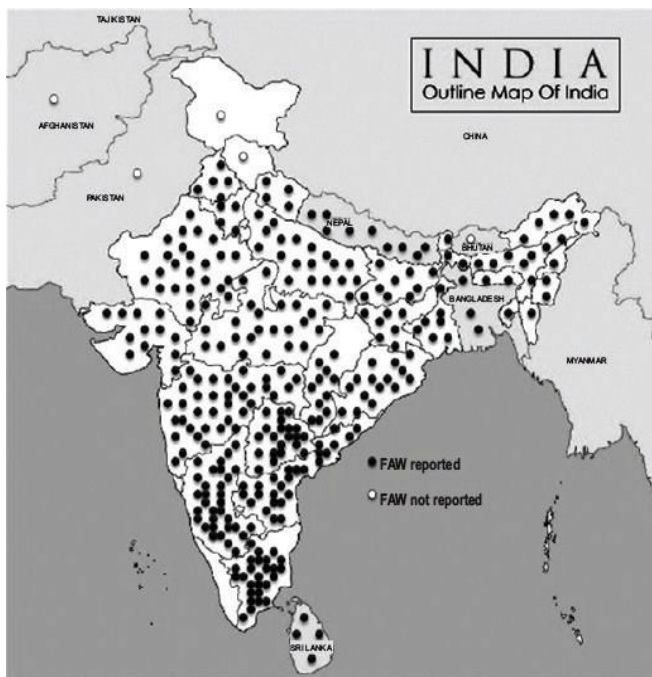 TAJIKISTAN
INDIA
Outline Map Of India
AFGHANISTAN
CHINA
PAKISTAN
NEPAL
BHUTAN
BANGLADESH
MYANMAR
FAW reported
FAW not reported
SRI LANKA